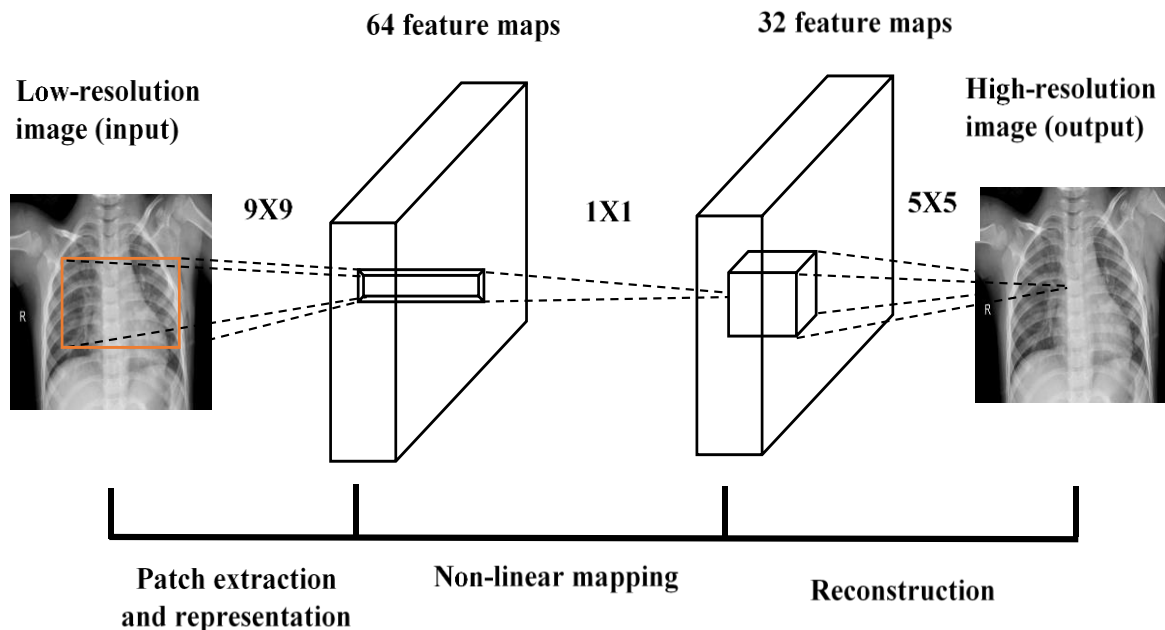 64 feature maps
32 feature maps
Low-resolution
image (input)
High-resolution
image (output)
9X9
1X1
5X5
R
R
Patch extraction
and representation
Non-linear mapping
Reconstruction